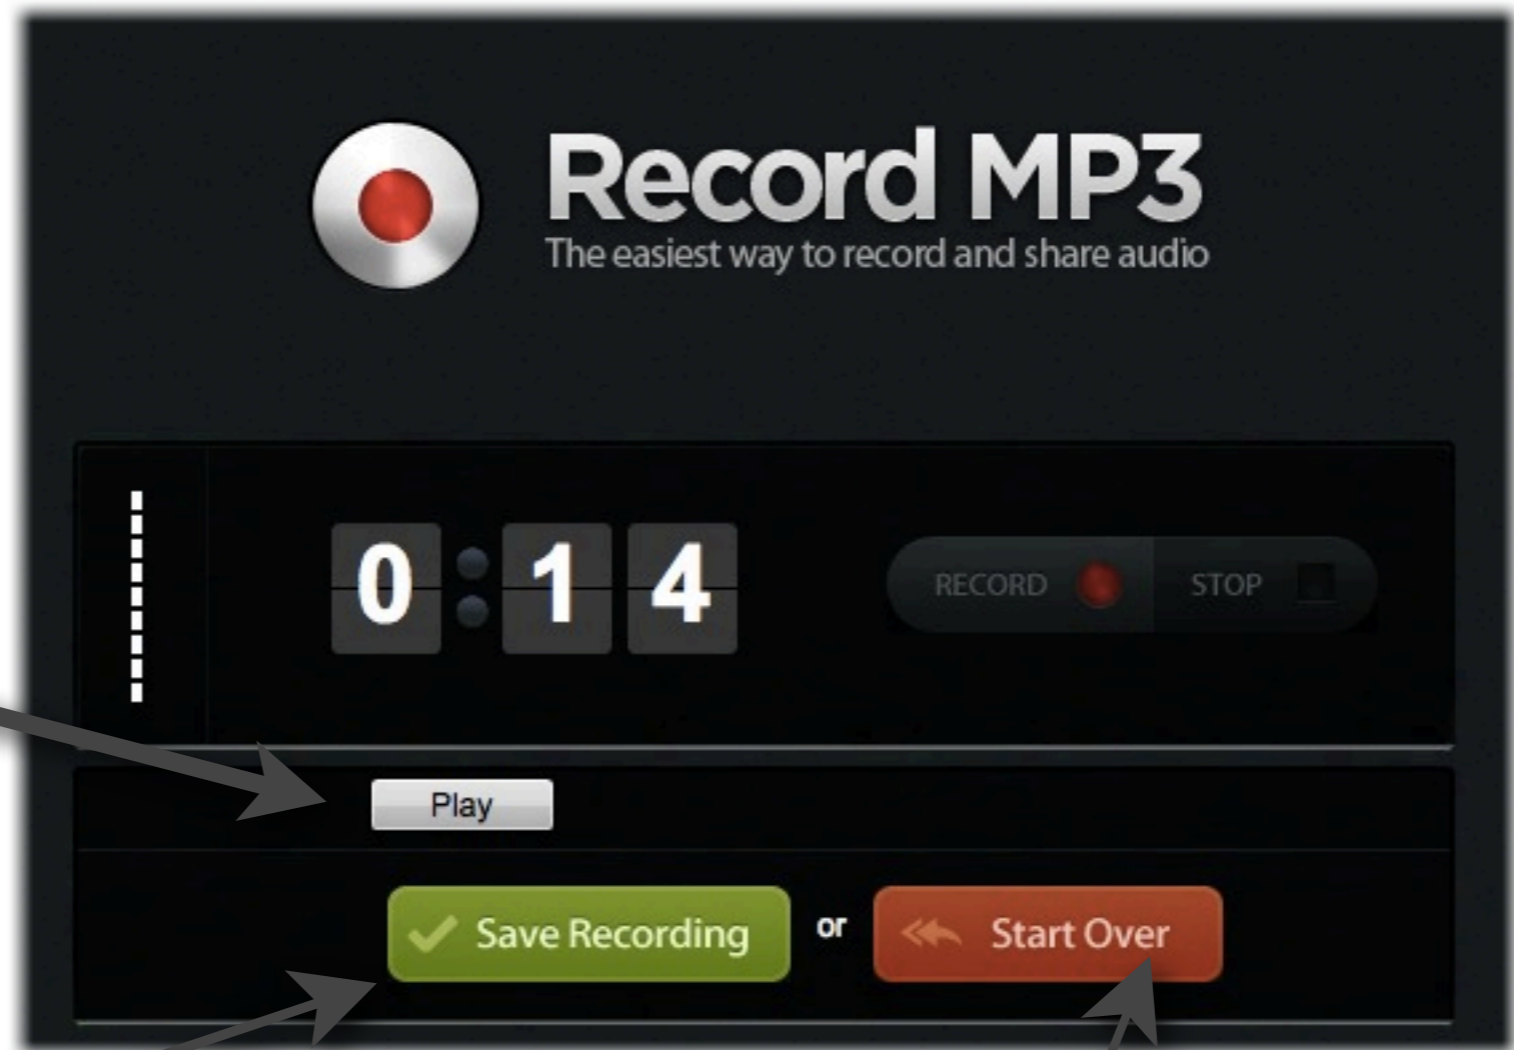 Record MP3
The easiest way to record and share audio
0:14
RECORD STOP
Play
Save Recording or Start Over